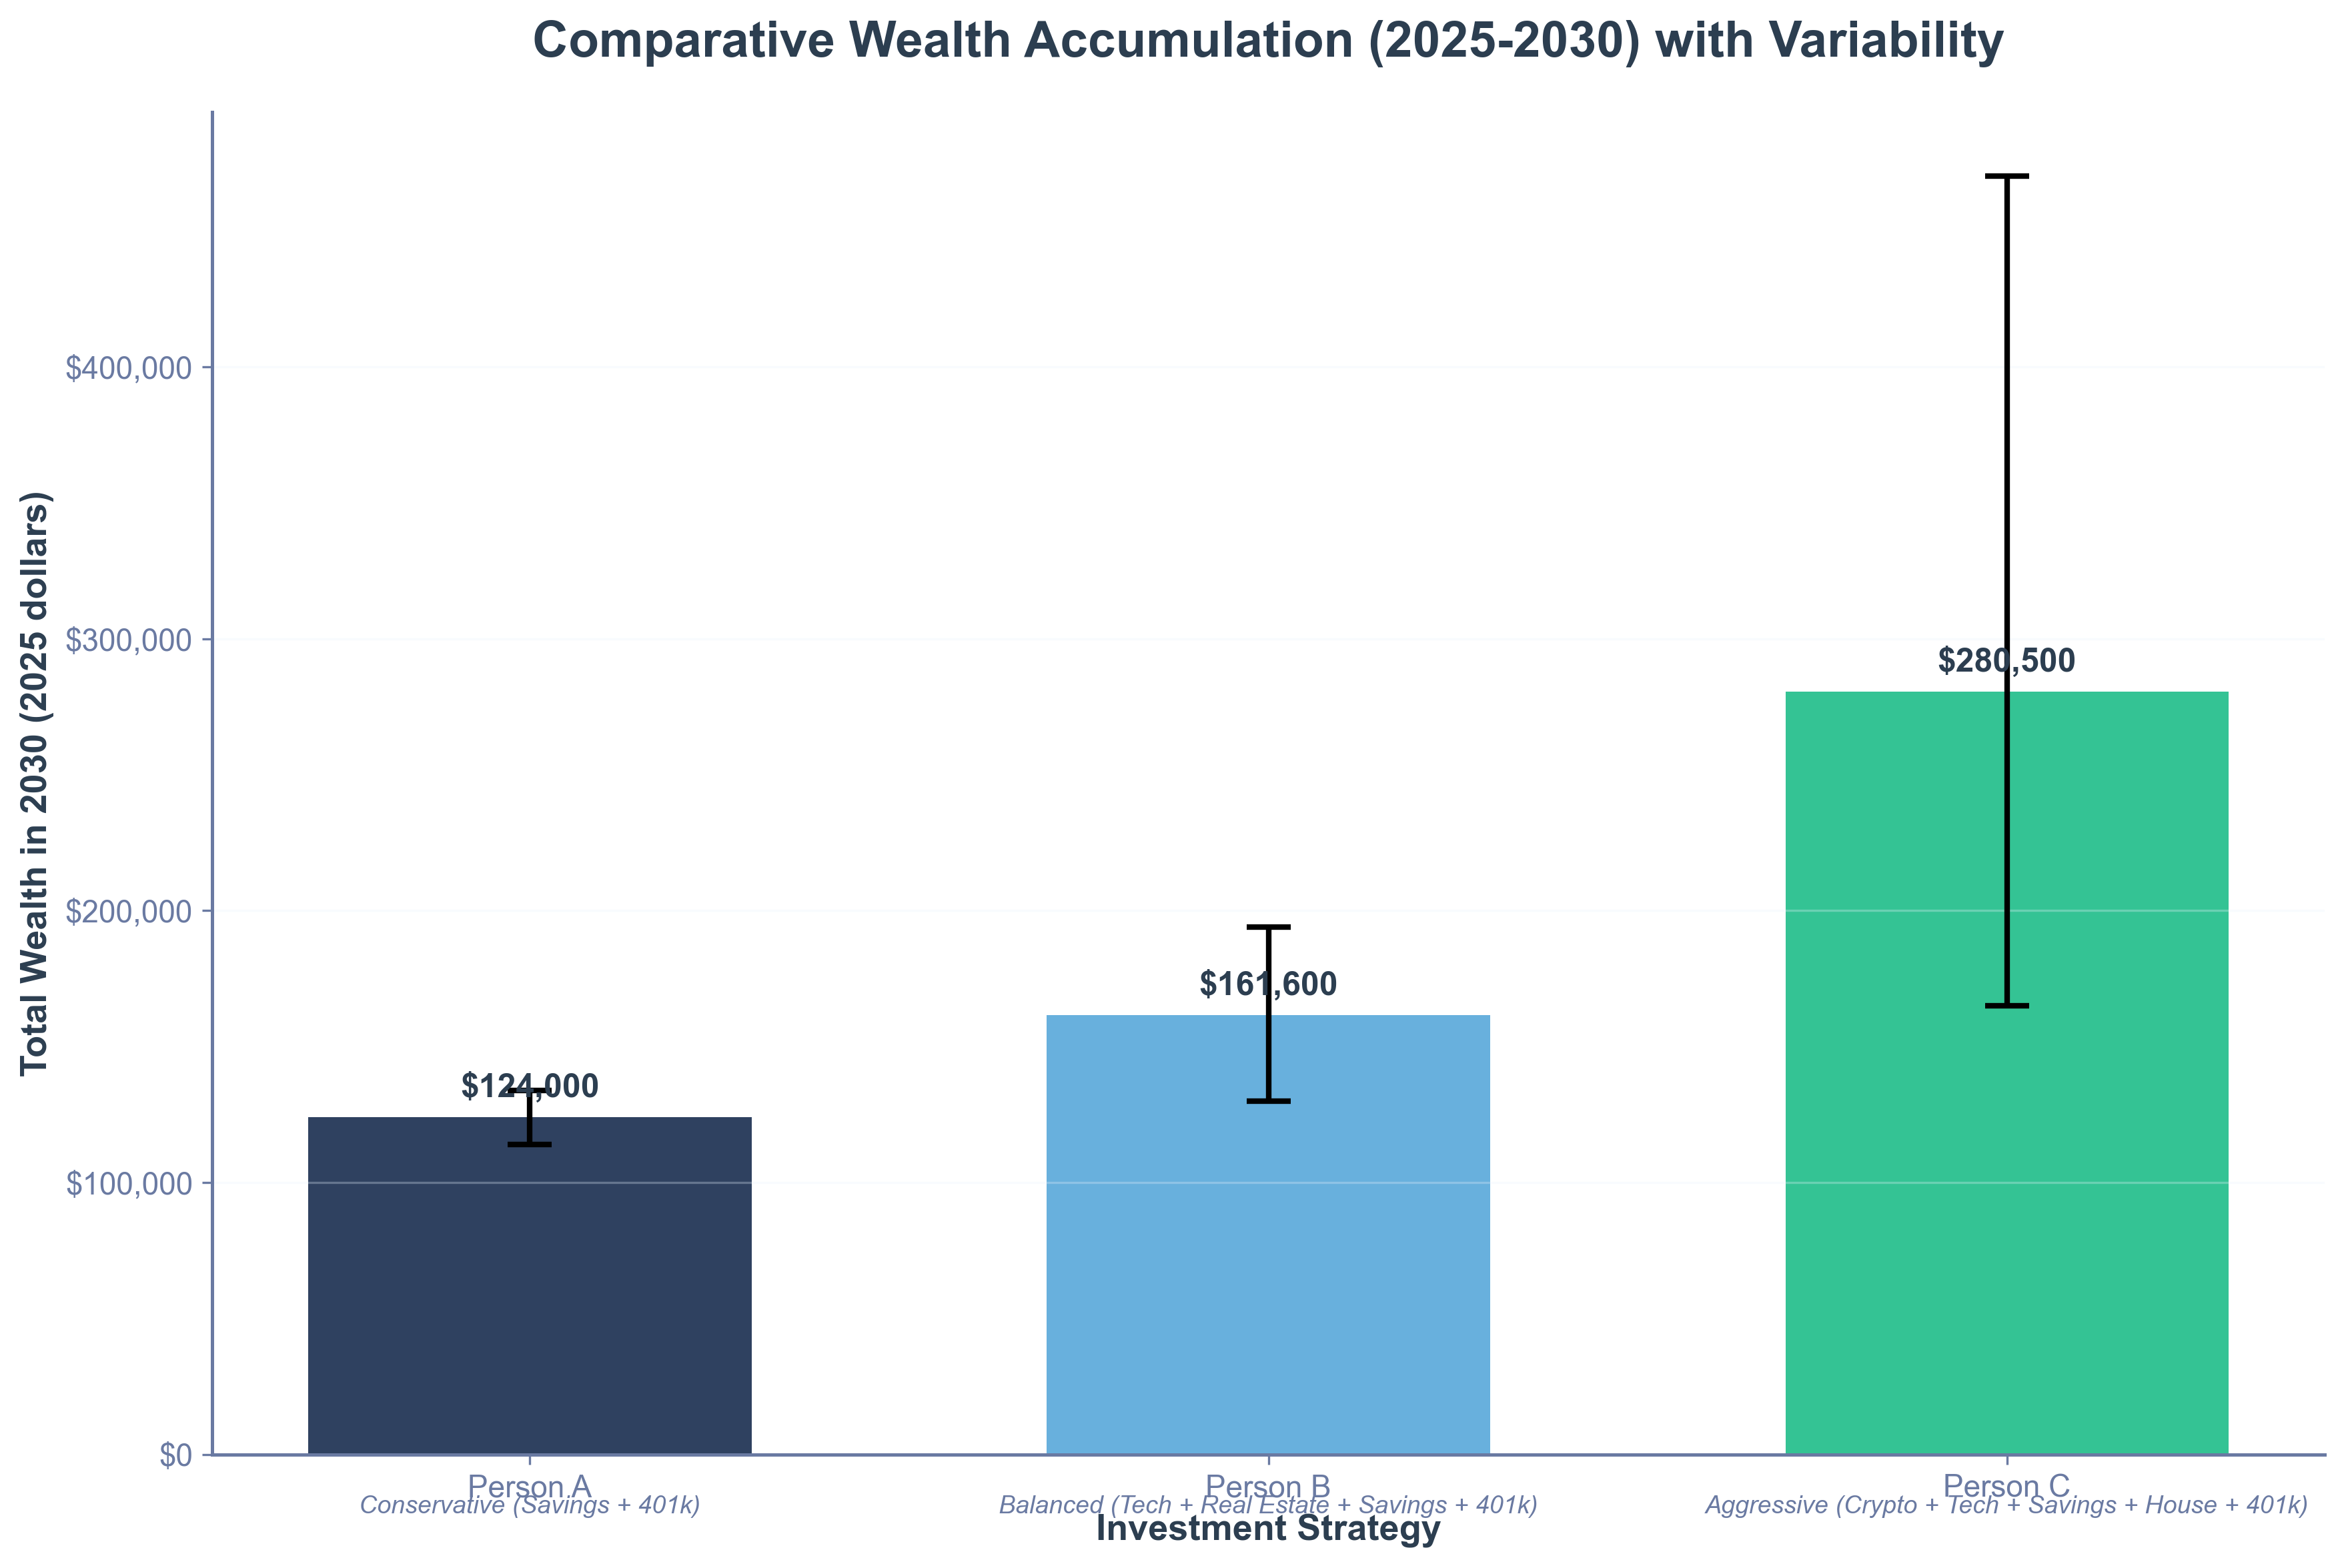 Comparative Wealth Accumulation (2025-2030) with Variability
Total Wealth in 2030 (2025 dollars)
$400,000
$300,000
$200,000
$100,000
$0
$124,000
$161,600
$280,500
Person A
Conservative (Savings + 401k)
Person B
Balanced (Tech + Real Estate + Savings + 401k)
Person C
Aggressive (Crypto + Tech + Savings + House + 401k)
Investment Strategy